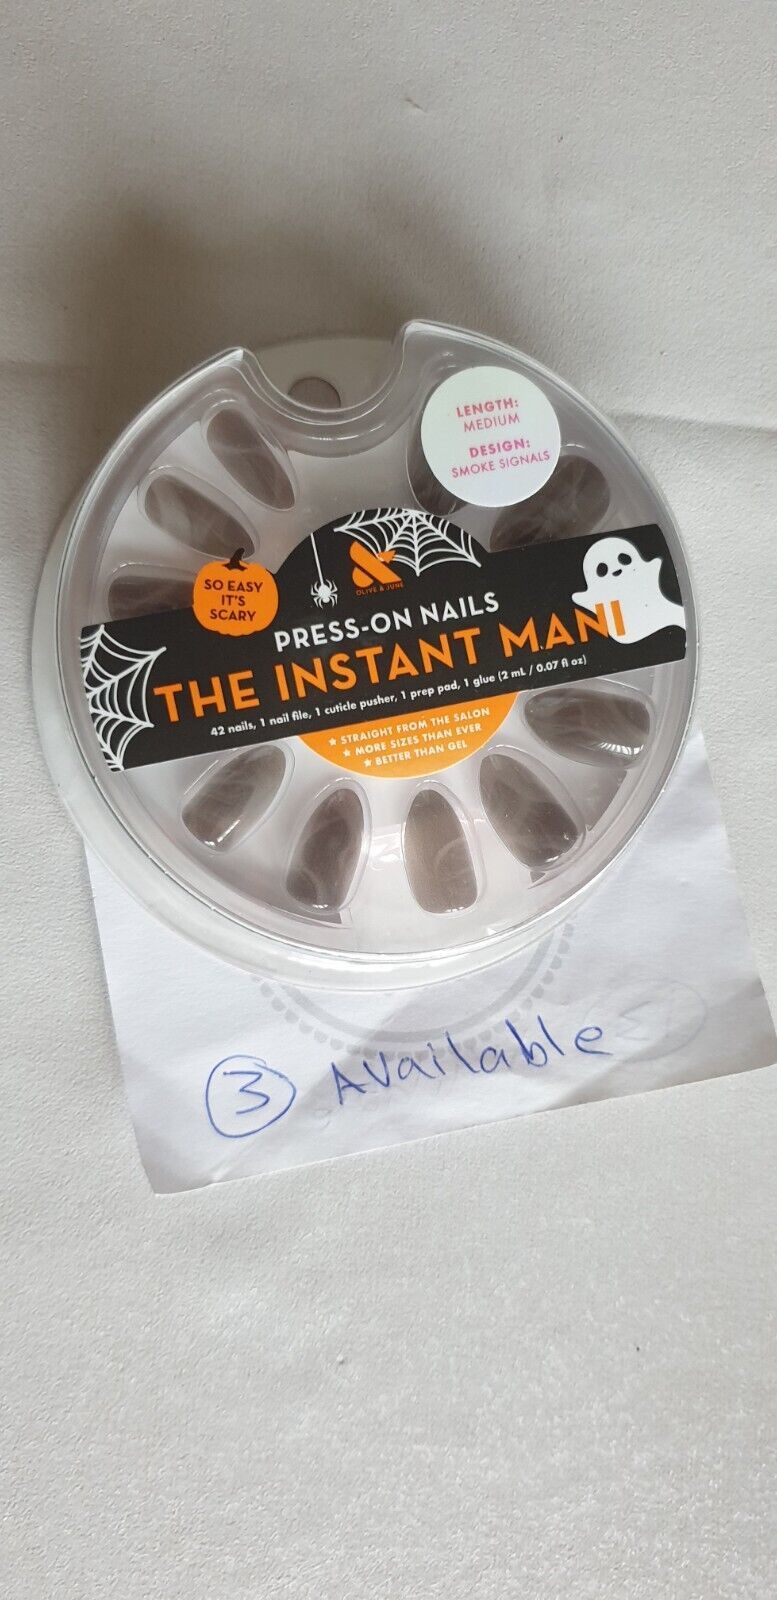 LENGTH:
MEDIUM
DESIGN:
SMOKE SIGNALS
SO EASY
IT'S
SCARY
&
OLIVE & JUNE
PRESS-ON NAILS
THE INSTANT MANI
42 nails, 1 nail file, 1 cuticle pusher, 1 prep pad, 1 glue (2 mL / 0.07 fl oz)
★ STRAIGHT FROM THE SALON
★ MORE SIZES THAN EVER
★ BETTER THAN GEL
3 Available